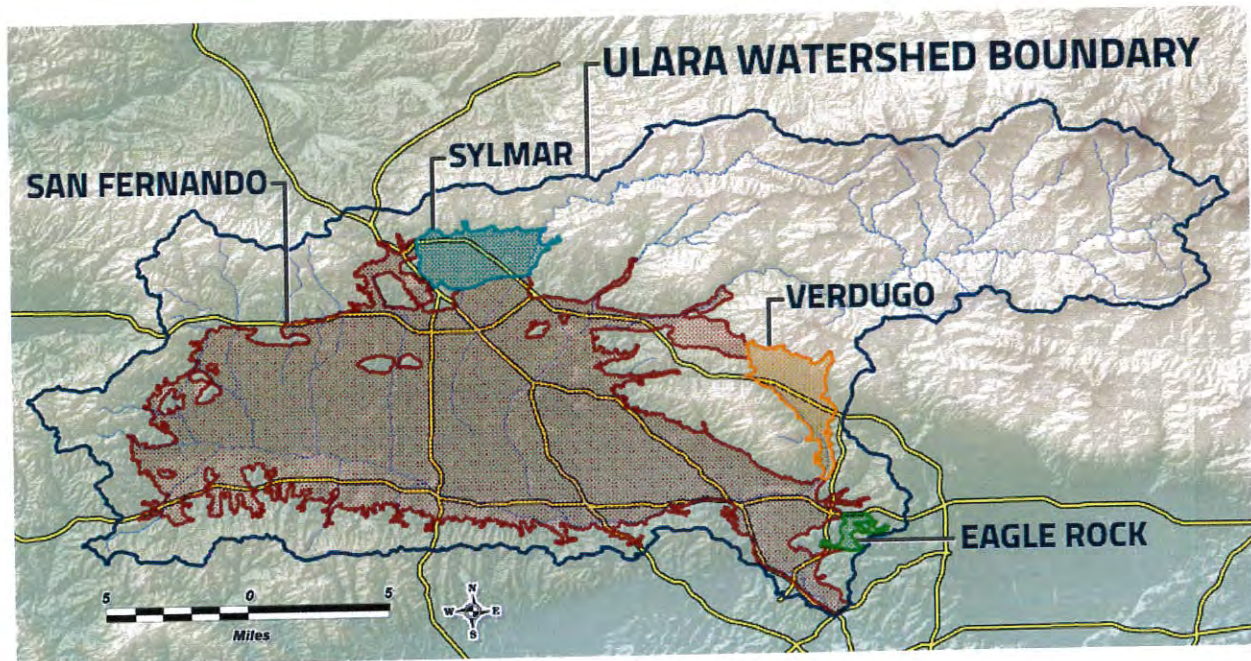 ULARA WATERSHED BOUNDARY
SYLMAR
SAN FERNANDO
VERDUGO
EAGLE ROCK
5 0 5
Miles
N
W E
S